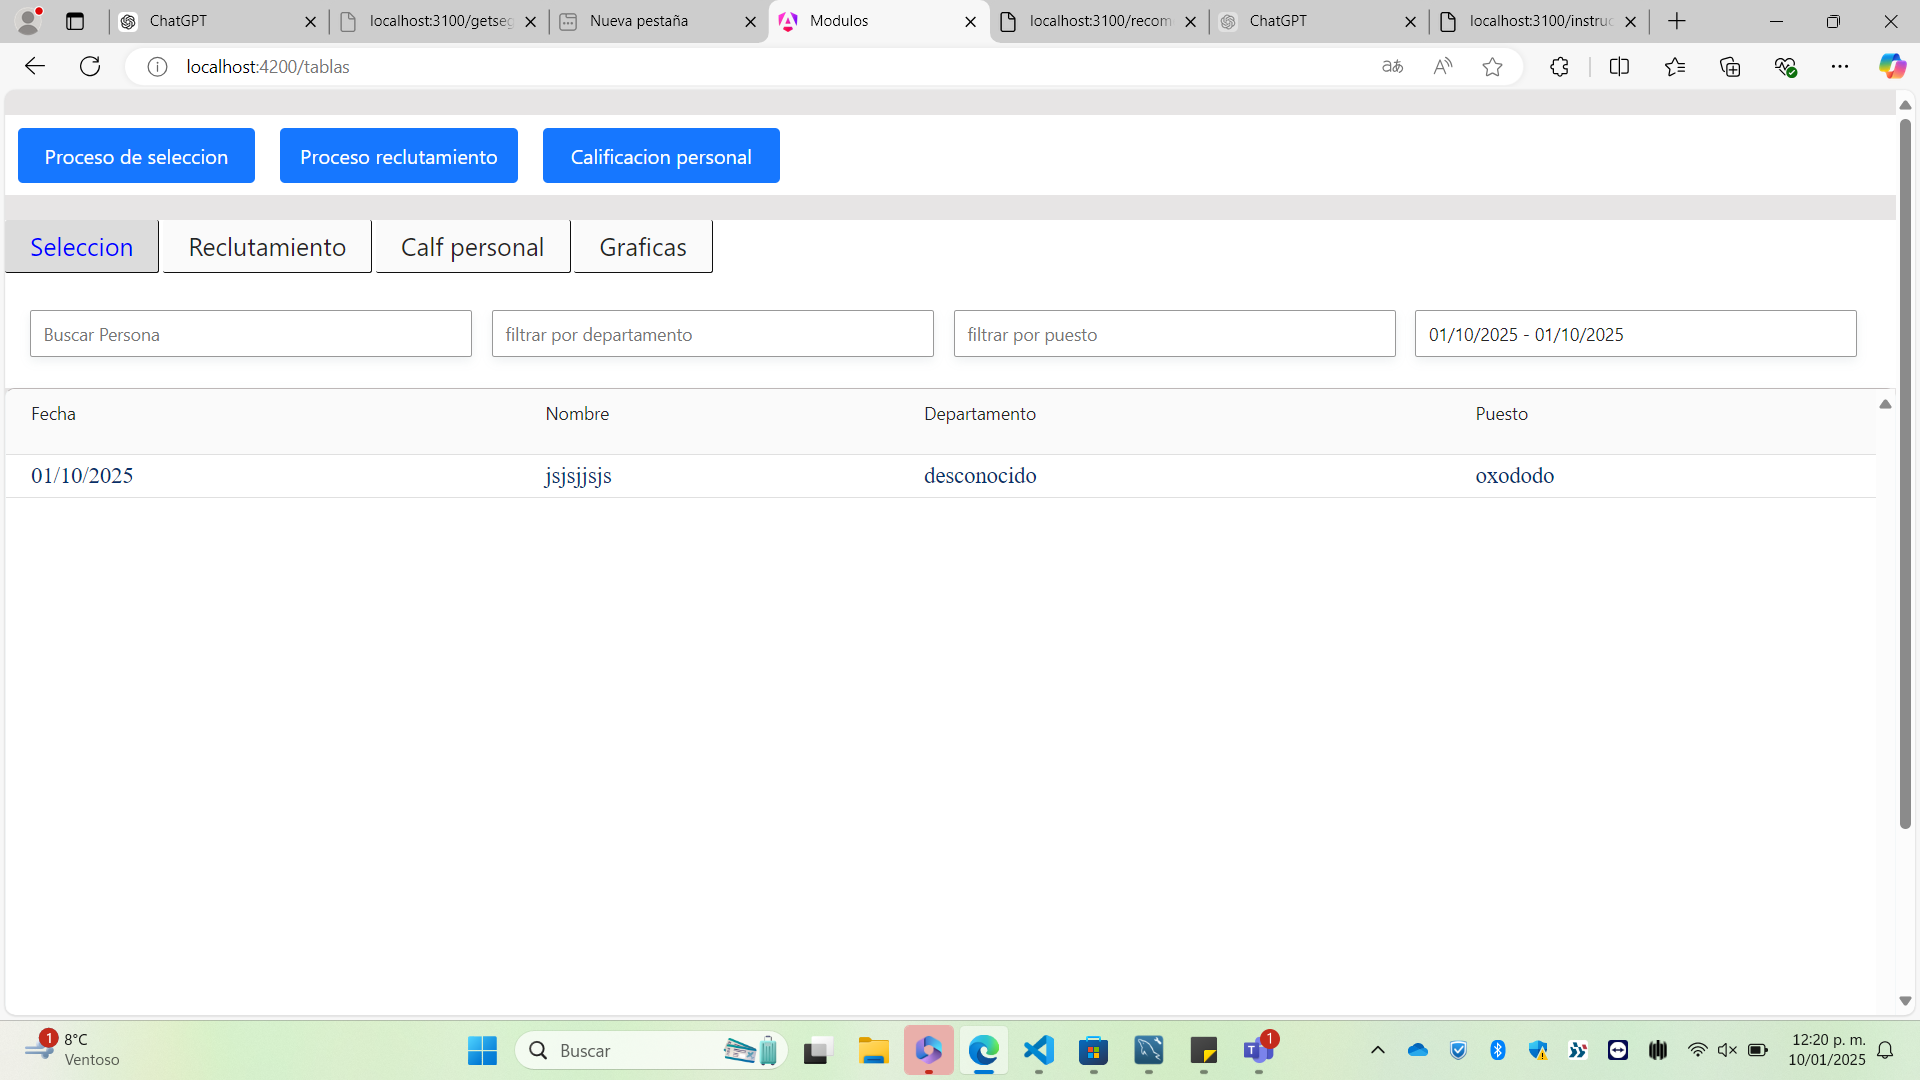 ChatGPT
localhost:3100/getseg
Nueva pestaña
Modulos
localhost:3100/recom
ChatGPT
localhost:3100/instruc
localhost:4200/tablas
Proceso de seleccion
Proceso reclutamiento
Calificacion personal
Seleccion
Reclutamiento
Calf personal
Graficas
Buscar Persona
filtrar por departamento
filtrar por puesto
01/10/2025 - 01/10/2025
Fecha Nombre Departamento Puesto
01/10/2025 jsjsjjsjs desconocido oxododo
1
8°C
Ventoso
Buscar
1
12:20 p. m.
10/01/2025